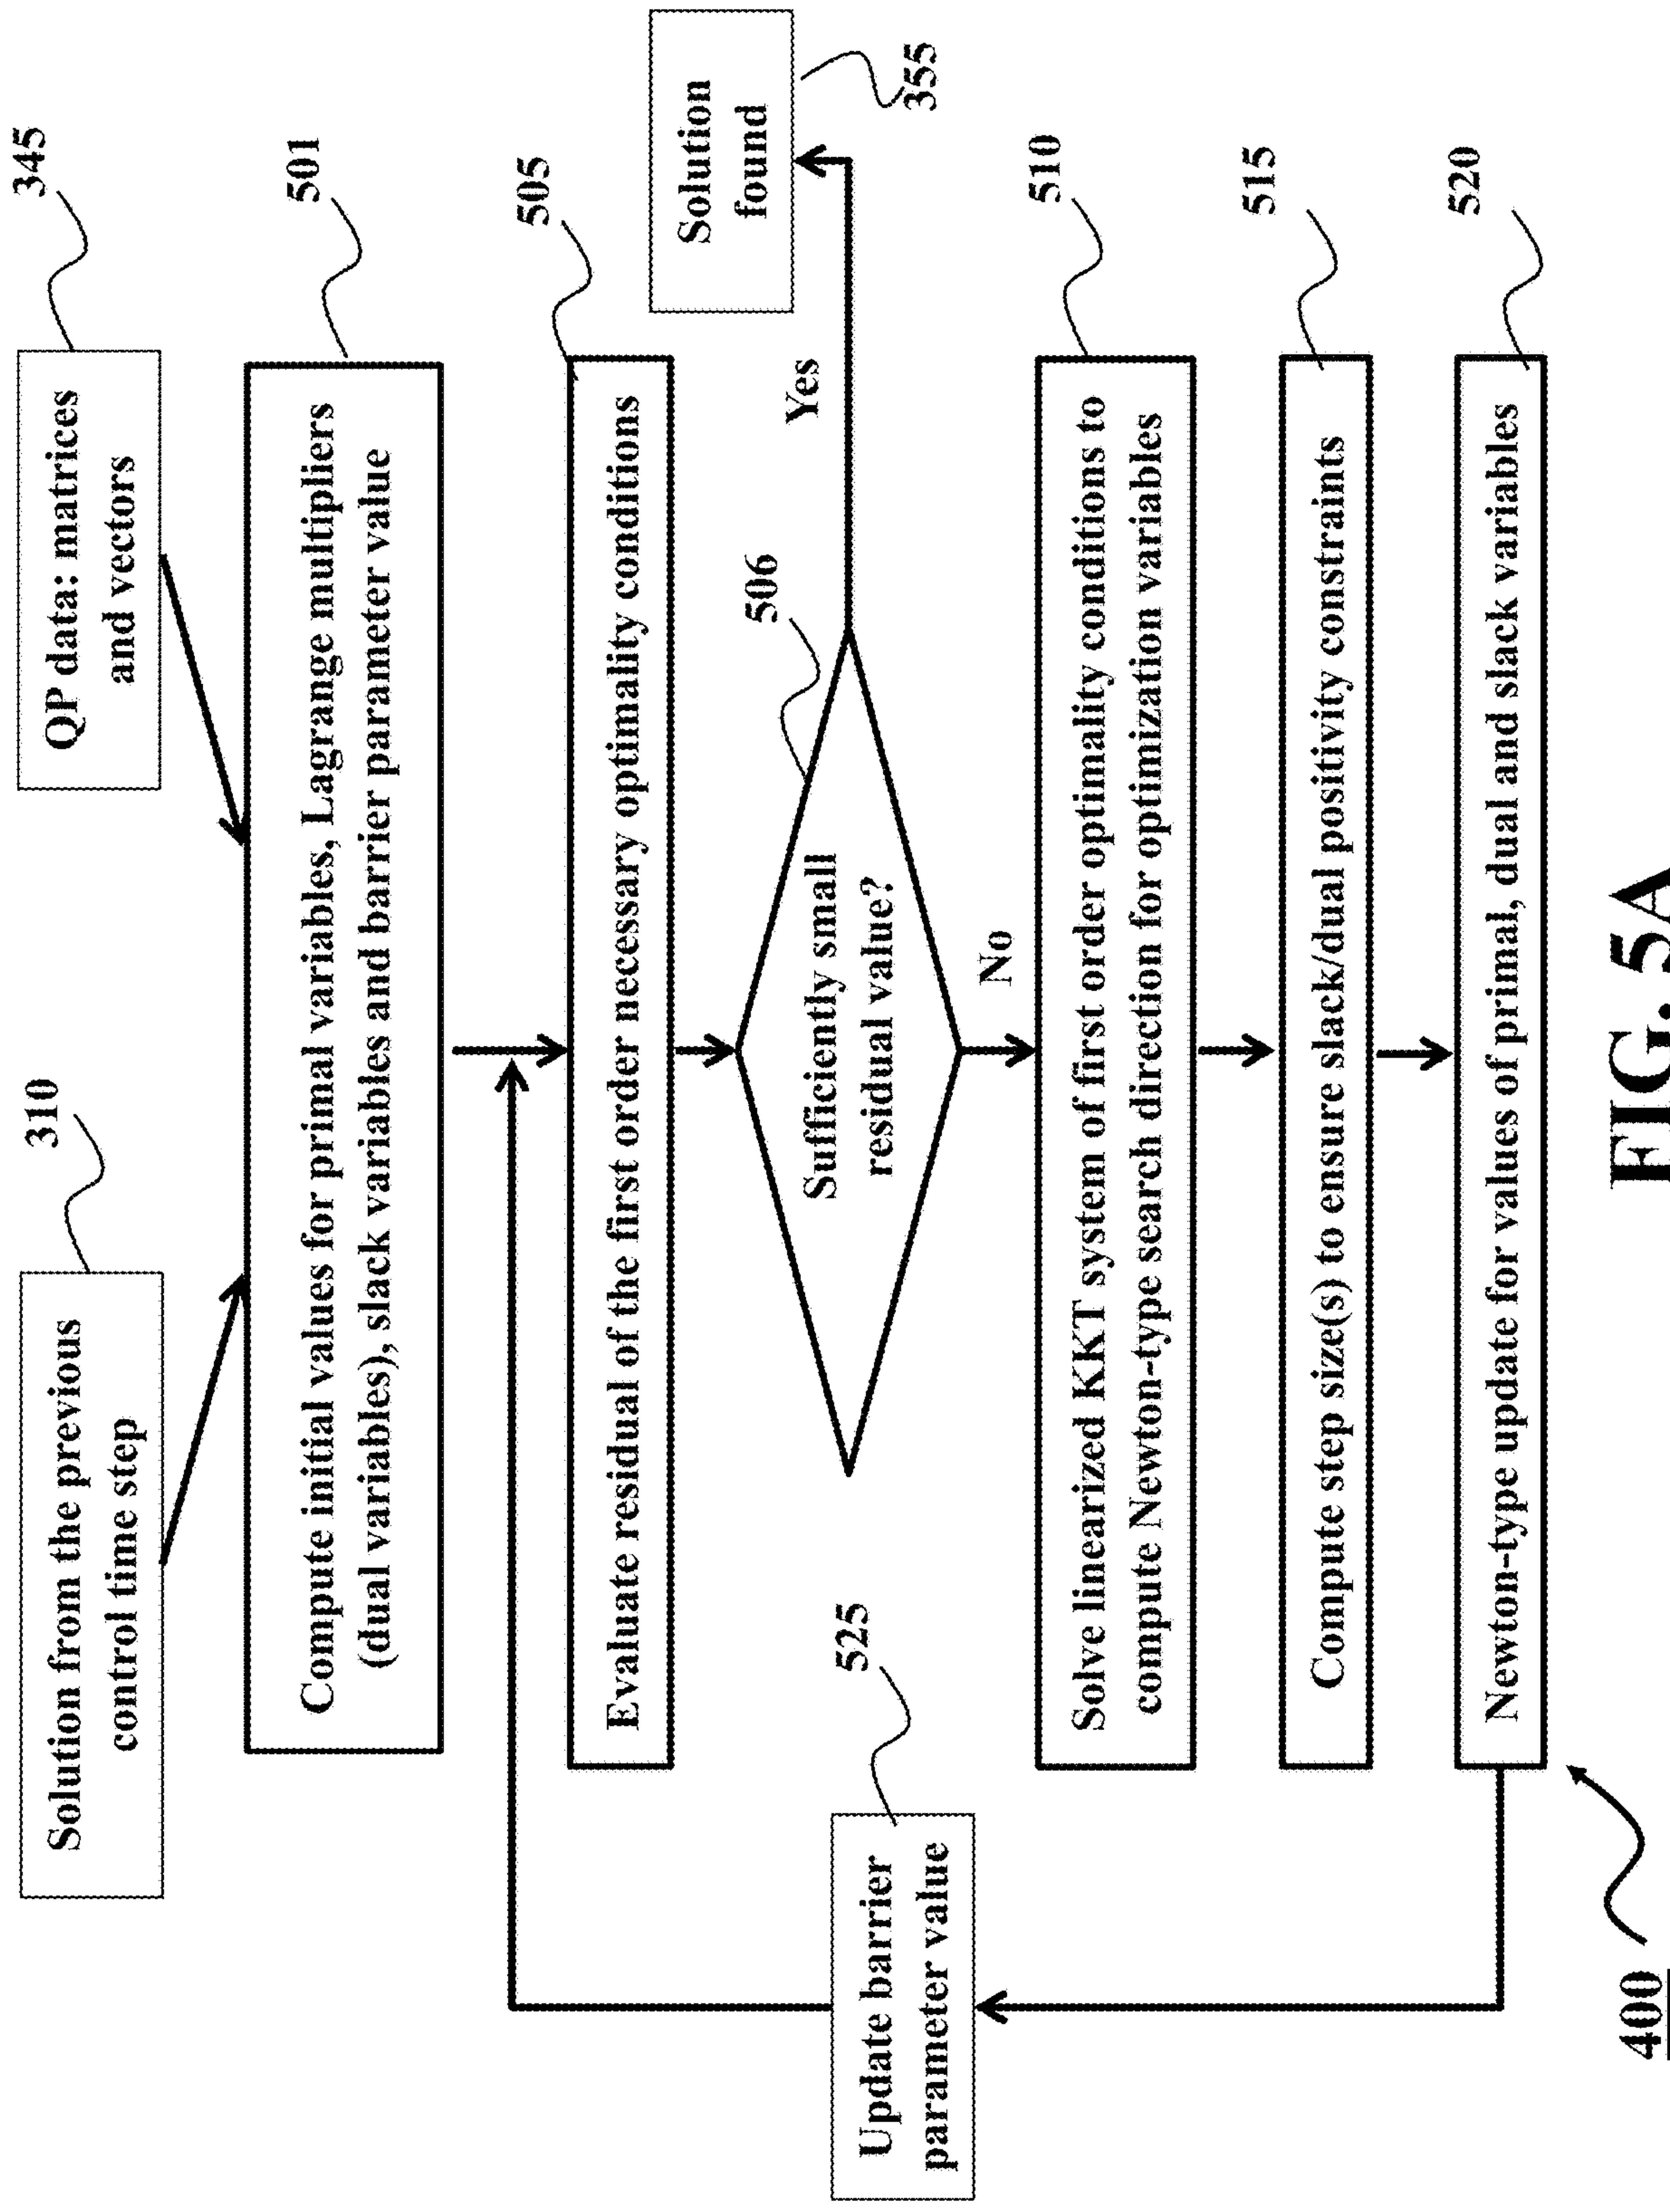 Solution from the previous
control time step
310
QP data: matrices
and vectors
345
Compute initial values for primal variables, Lagrange multipliers
(dual variables), slack variables and barrier parameter value
501
Evaluate residual of the first order necessary optimality conditions
505
Sufficiently small
residual value?
506
Yes
Solution
found
355
No
Solve linearized KKT system of first order optimality conditions to
compute Newton-type search direction for optimization variables
510
Compute step size(s) to ensure slack/dual positivity constraints
515
Newton-type update for values of primal, dual and slack variables
520
Update barrier
parameter value
525
400
FIG. 5A